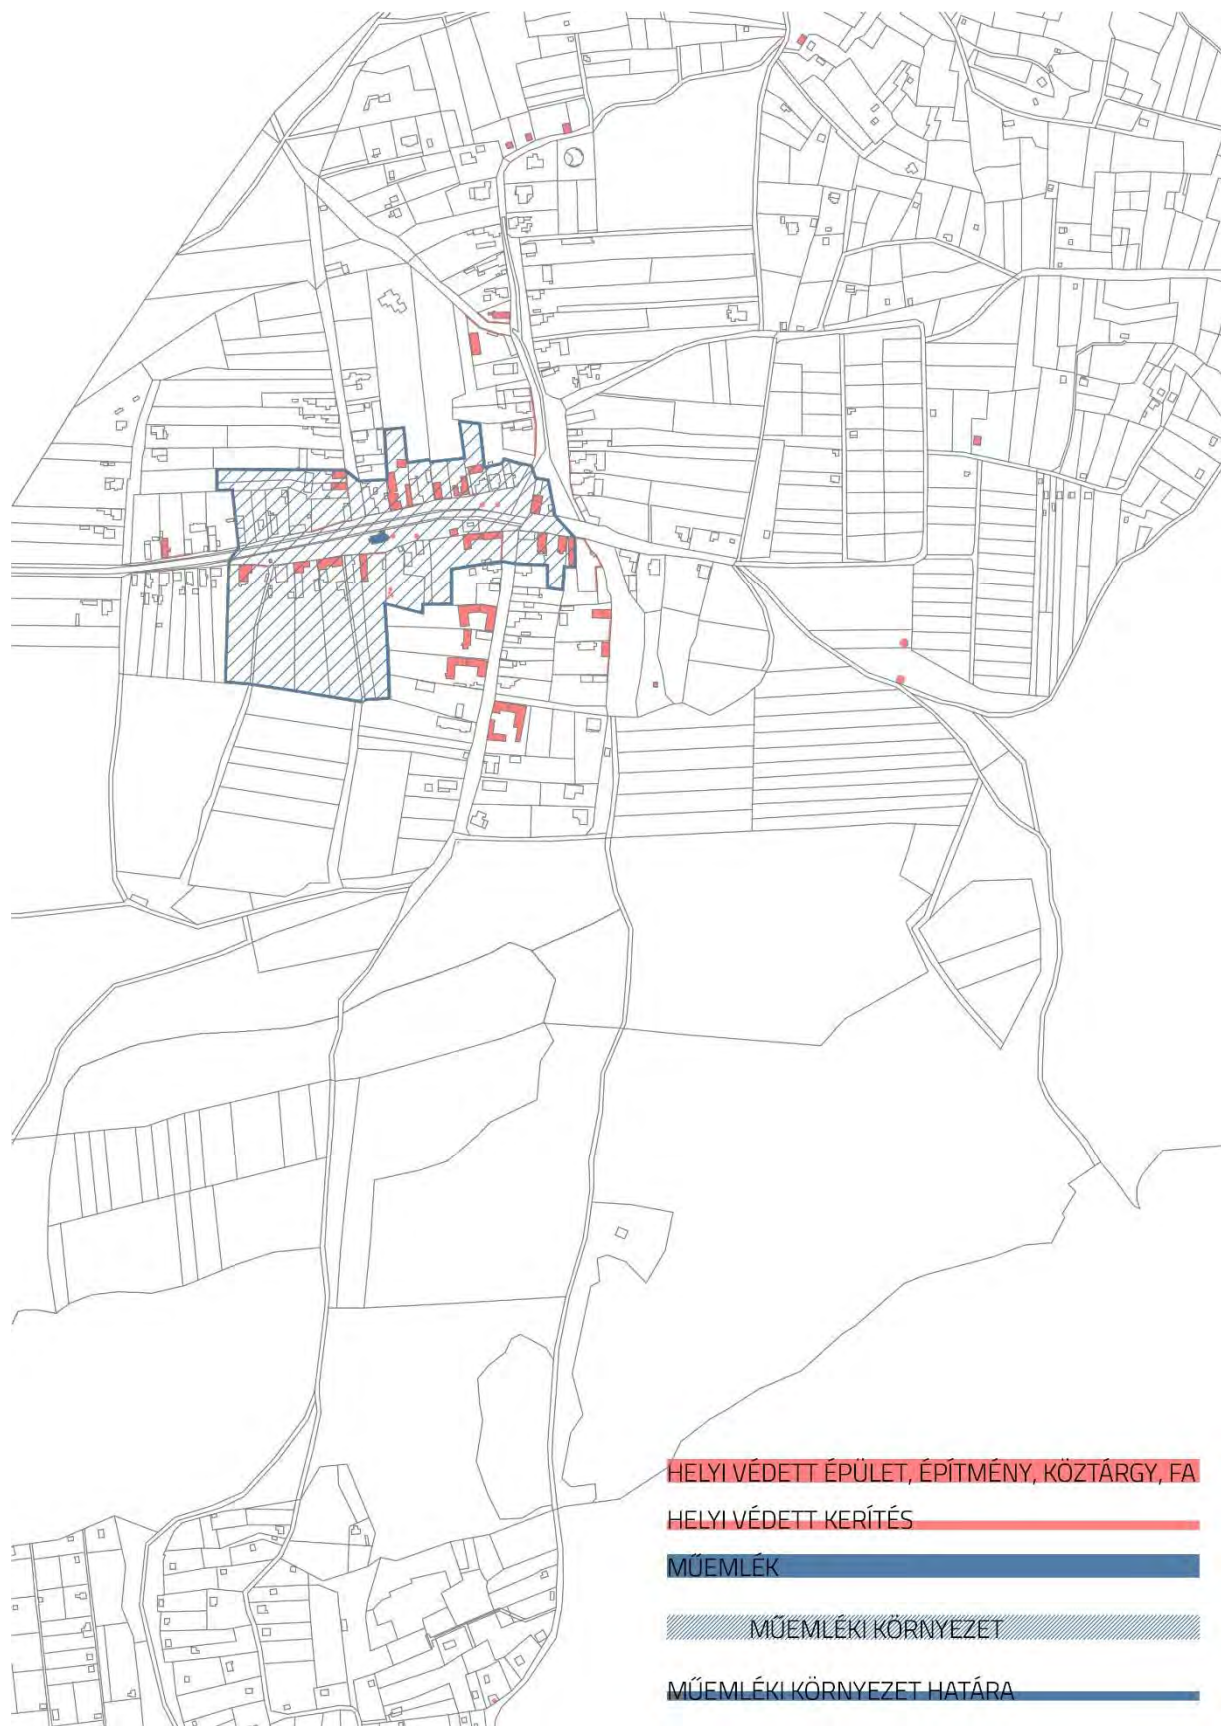 HELYI VÉDETT ÉPÜLET, ÉPÍTMÉNY, KÖZTÁRGY, FA
HELYI VÉDETT KERÍTÉS
MŰEMLÉK
MŰEMLÉKI KÖRNYEZET
MŰEMLÉKI KÖRNYEZET HATÁRA